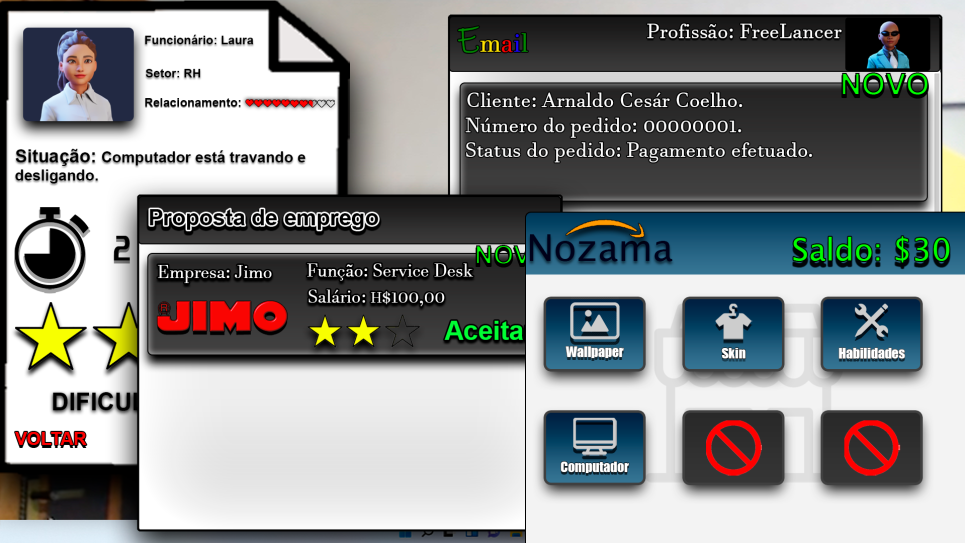 Funcionário: Laura
Setor: RH
Relacionamento:
Situação: Computador está travando e
desligando.
2
DIFICUL
VOLTAR
Email
Profissão: FreeLancer
NOVO
Cliente: Arnaldo Cesár Coelho.
Número do pedido: 00000001.
Status do pedido: Pagamento efetuado.
Proposta de emprego
NOV
Empresa: Jimo
Função: Service Desk
Salário: H$100,00
JIMO
Aceita
Nozama
Saldo: $30
Wallpaper
Skin
Habilidades
Computador